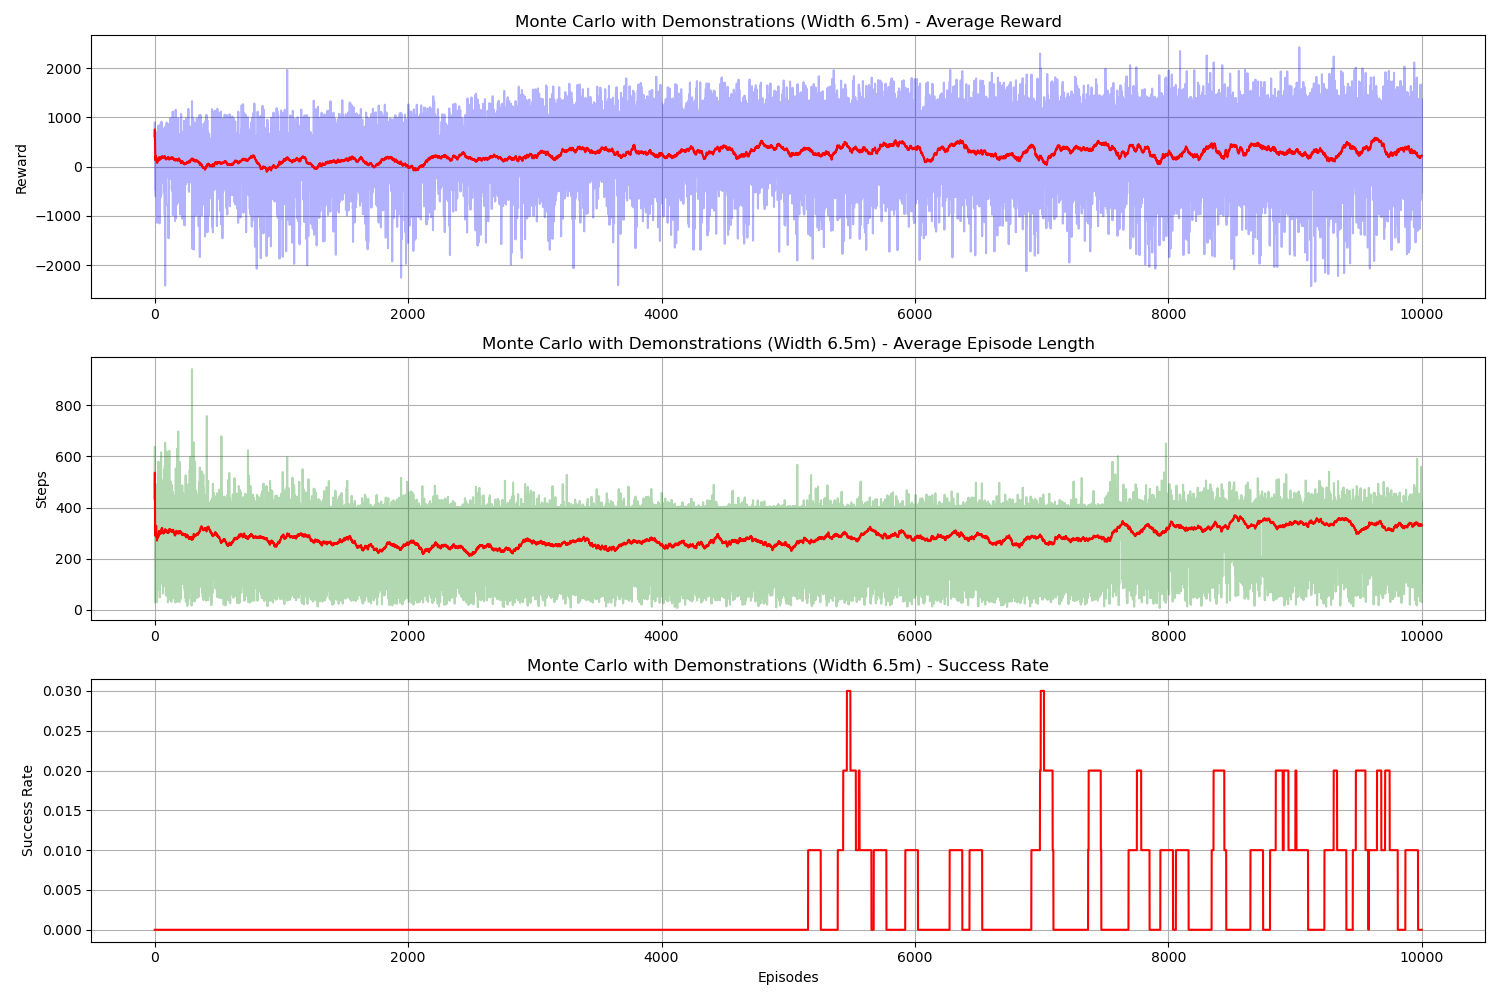 Monte Carlo with Demonstrations (Width 6.5m) - Average Reward
Reward
2000
1000
0
−1000
−2000
0 2000 4000 6000 8000 10000
Monte Carlo with Demonstrations (Width 6.5m) - Average Episode Length
Steps
800
600
400
200
0
0 2000 4000 6000 8000 10000
Monte Carlo with Demonstrations (Width 6.5m) - Success Rate
Success Rate
0.030
0.025
0.020
0.015
0.010
0.005
0.000
0 2000 4000 6000 8000 10000
Episodes